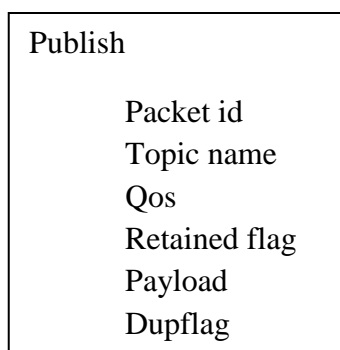 Publish
Packet id
Topic name
Qos
Retained flag
Payload
Dupflag